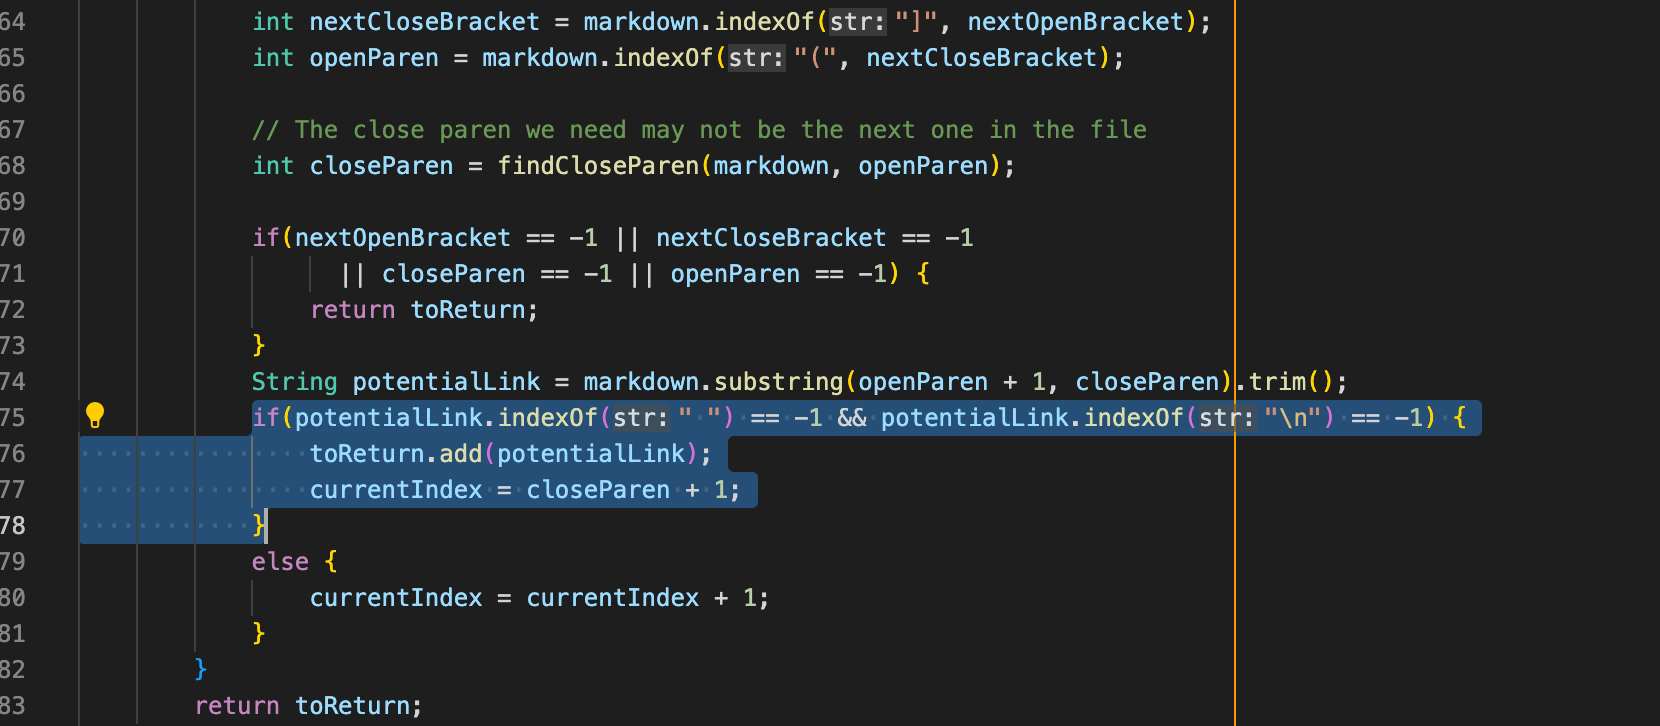 64 int nextCloseBracket = markdown.indexOf(str: "]", nextOpenBracket);
65 int openParen = markdown.indexOf(str: "(", nextCloseBracket);
66
67 // The close paren we need may not be the next one in the file
68 int closeParen = findCloseParen(markdown, openParen);
69
70 if(nextOpenBracket == -1 || nextCloseBracket == -1
71 || closeParen == -1 || openParen == -1) {
72 return toReturn;
73 }
74 String potentialLink = markdown.substring(openParen + 1, closeParen).trim();
75 if(potentialLink.indexOf(str: " ") == -1 && potentialLink.indexOf(str: "\n") == -1) {
76 toReturn.add(potentialLink);
77 currentIndex = closeParen + 1;
78 }
79 else {
80 currentIndex = currentIndex + 1;
81 }
82 }
83 return toReturn;